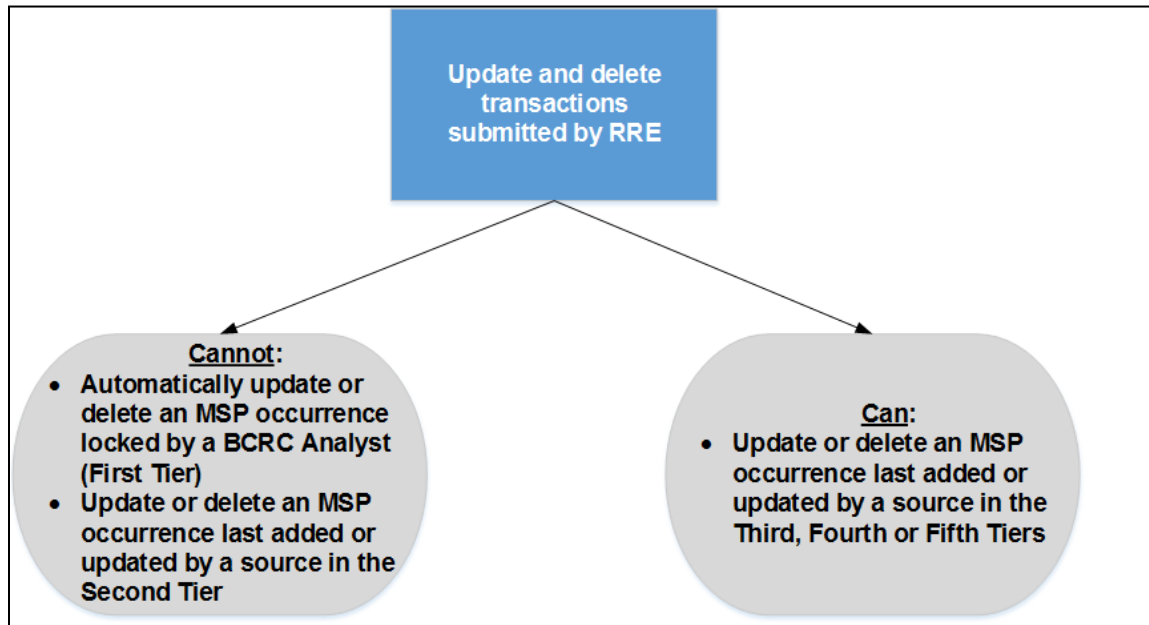 Update and delete
transactions
submitted by RRE
Cannot:
• Automatically update or
delete an MSP occurrence
locked by a BCRC Analyst
(First Tier)
• Update or delete an MSP
occurrence last added or
updated by a source in the
Second Tier
Can:
• Update or delete an MSP
occurrence last added or
updated by a source in the
Third, Fourth or Fifth Tiers